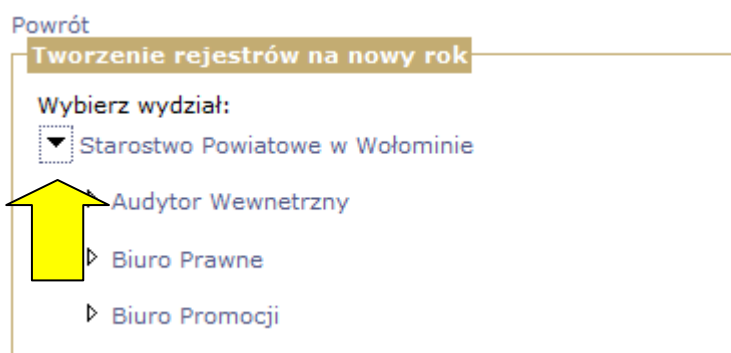 Powrót
Tworzenie rejestrów na nowy rok
Wybierz wydział:
Starostwo Powiatowe w Wołominie
Audytor Wewnetrzny
Biuro Prawne
Biuro Promocji